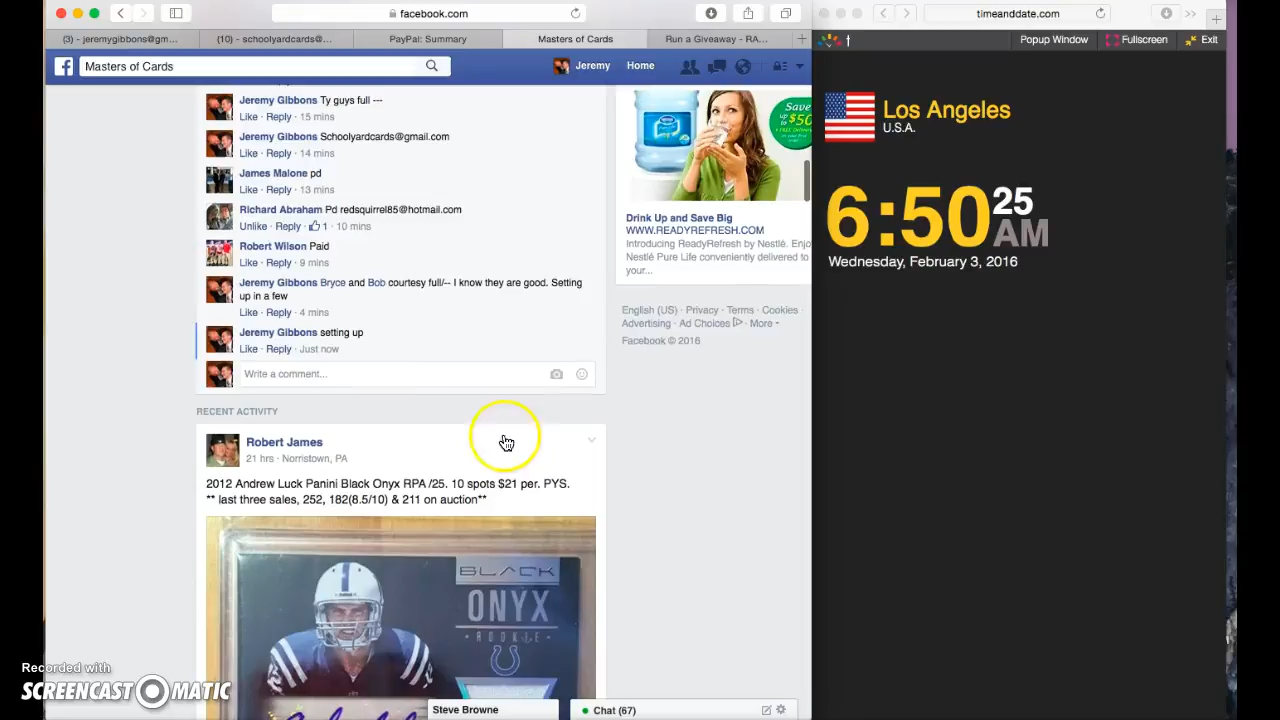 facebook.com
(3) - jeremygibbons@gm...
(10) - schoolyardcards@...
PayPal: Summary
Masters of Cards
Run a Giveaway - RA...
Masters of Cards
Jeremy
Home
Jeremy Gibbons Ty guys full ---
Like · Reply · 15 mins
Jeremy Gibbons Schoolyardcards@gmail.com
Like · Reply · 14 mins
James Malone pd
Like · Reply · 13 mins
Richard Abraham Pd redsquirrel85@hotmail.com
Unlike · Reply · 1 · 10 mins
Robert Wilson Paid
Like · Reply · 9 mins
Jeremy Gibbons Bryce and Bob courtesy full/-- I know they are good. Setting
up in a few
Like · Reply · 4 mins
Jeremy Gibbons setting up
Like · Reply · Just now
Write a comment...
RECENT ACTIVITY
Robert James
21 hrs · Norristown, PA
2012 Andrew Luck Panini Black Onyx RPA /25. 10 spots $21 per. PYS.
** last three sales, 252, 182(8.5/10) & 211 on auction**
BLACK
ONYX
ROOKIE
Save
up to $50
Drink Up and Save Big
WWW.READYREFRESH.COM
Introducing ReadyRefresh by Nestlé. Enjo
Nestlé Pure Life conveniently delivered to
your...
English (US) · Privacy · Terms · Cookies ·
Advertising · Ad Choices · More
Facebook © 2016
Steve Browne
Chat (67)
timeanddate.com
Popup Window
Fullscreen
Exit
Los Angeles
U.S.A.
6:50 25
AM
Wednesday, February 3, 2016
Recorded with
SCREENCAST-O-MATIC